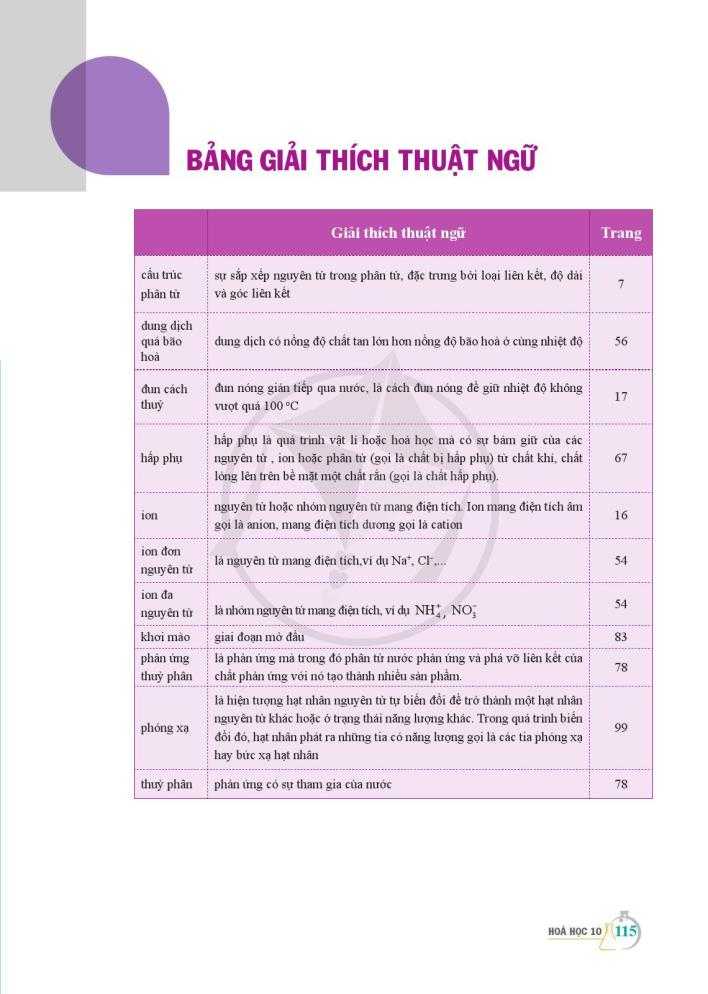 BẢNG GIẢI THÍCH THUẬT NGỮ
Giải thích thuật ngữ Trang
cấu trúc
phân tử
sự sắp xếp nguyên tử trong phân tử, đặc trưng bởi loại liên kết, độ dài
và góc liên kết
7
dung dịch
quá bão
hoà
dung dịch có nồng độ chất tan lớn hơn nồng độ bão hoà ở cùng nhiệt độ
56
đun cách
thuỷ
đun nóng gián tiếp qua nước, là cách đun nóng để giữ nhiệt độ không
vượt quá 100 °C
17
hấp phụ
hấp phụ là quá trình vật lí hoặc hoá học mà có sự bám giữ của các
nguyên tử , ion hoặc phân tử (gọi là chất bị hấp phụ) từ chất khí, chất
lỏng lên trên bề mặt một chất rắn (gọi là chất hấp phụ).
67
ion
nguyên tử hoặc nhóm nguyên tử mang điện tích. Ion mang điện tích âm
gọi là anion, mang điện tích dương gọi là cation
16
ion đơn
nguyên tử
là nguyên tử mang điện tích,ví dụ Na⁺, Cl⁻,...
54
ion đa
nguyên tử
là nhóm nguyên tử mang điện tích, ví dụ NH₄⁺, NO₃⁻
54
khơi mào giai đoạn mở đầu 83
phản ứng
thuỷ phân
là phản ứng mà trong đó phân tử nước phản ứng và phá vỡ liên kết của
chất phản ứng với nó tạo thành nhiều sản phẩm.
78
phóng xạ
là hiện tượng hạt nhân nguyên tử tự biến đổi để trở thành một hạt nhân
nguyên tử khác hoặc ở trạng thái năng lượng khác. Trong quá trình biến
đổi đó, hạt nhân phát ra những tia có năng lượng gọi là các tia phóng xạ
hay bức xạ hạt nhân
99
thuỷ phân phản ứng có sự tham gia của nước 78
HOÁ HỌC 10 115